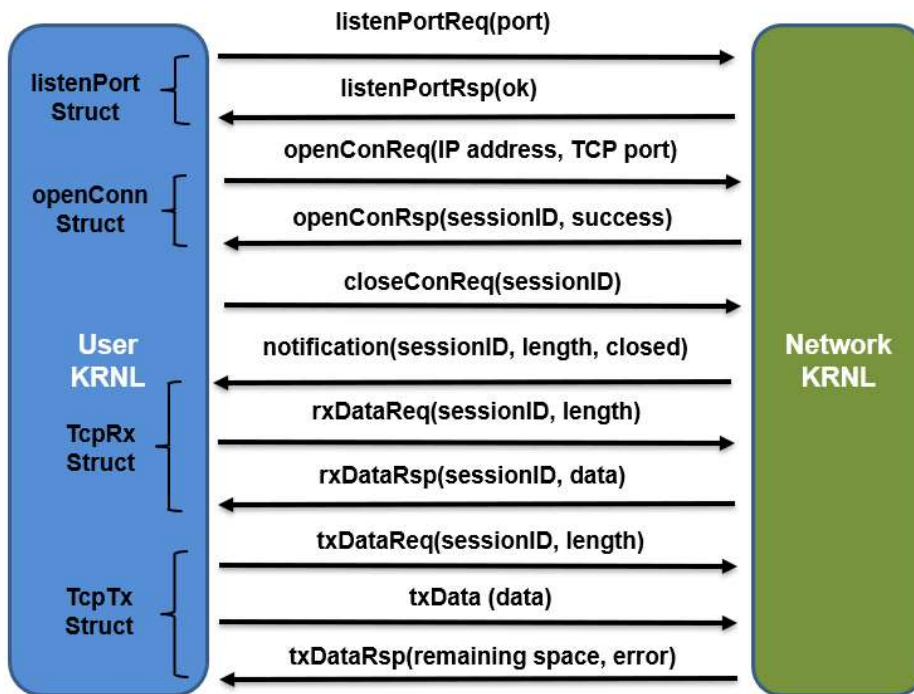 listenPortReq(port)
listenPort
Struct
listenPortRsp(ok)
openConReq(IP address, TCP port)
openConn
Struct
openConRsp(sessionID, success)
closeConReq(sessionID)
User
KRNL
notification(sessionID, length, closed)
Network
KRNL
rxDataReq(sessionID, length)
TcpRx
Struct
rxDataRsp(sessionID, data)
txDataReq(sessionID, length)
TcpTx
Struct
txData (data)
txDataRsp(remaining space, error)